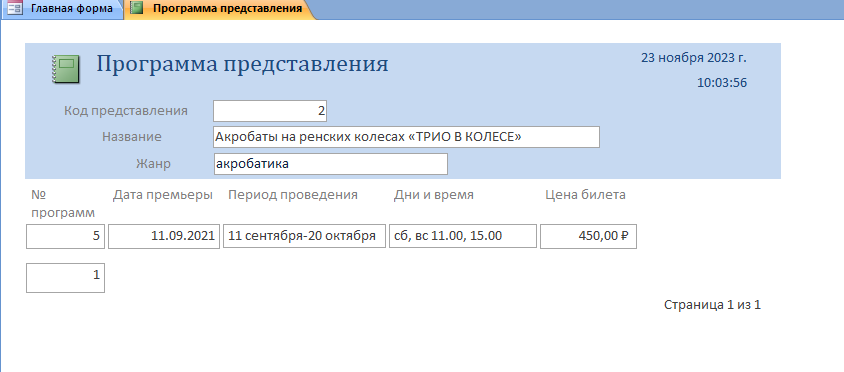 Главная форма Программа представления
Программа представления 23 ноября 2023 г.
10:03:56
Код представления 2
Название Акробаты на ренских колесах «ТРИО В КОЛЕСЕ»
Жанр акробатика
№ Дата премьеры Период проведения Дни и время Цена билета
программ
5 11.09.2021 11 сентября-20 октября сб, вс 11.00, 15.00 450,00 ₽
1
Страница 1 из 1